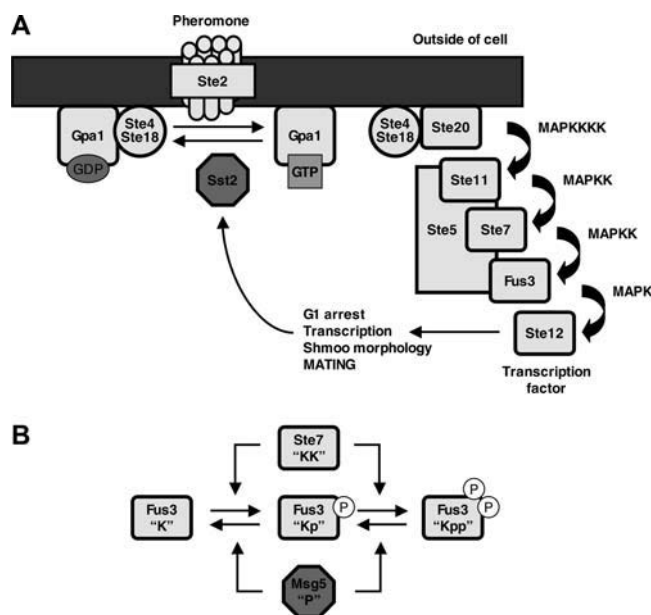 A
Pheromone
Outside of cell
Ste2
Gpa1
Ste4
Ste18
GDP
Sst2
Gpa1
GTP
Ste4
Ste18
Ste20
MAPKKKK
Ste11
MAPKK
Ste5
Ste7
MAPKK
Fus3
MAPK
Ste12
Transcription
factor
G1 arrest
Transcription
Shmoo morphology
MATING
B
Ste7
“KK”
Fus3
“K”
Fus3
“Kp”
P
Fus3
“Kpp”
P
P
Msg5
“P”